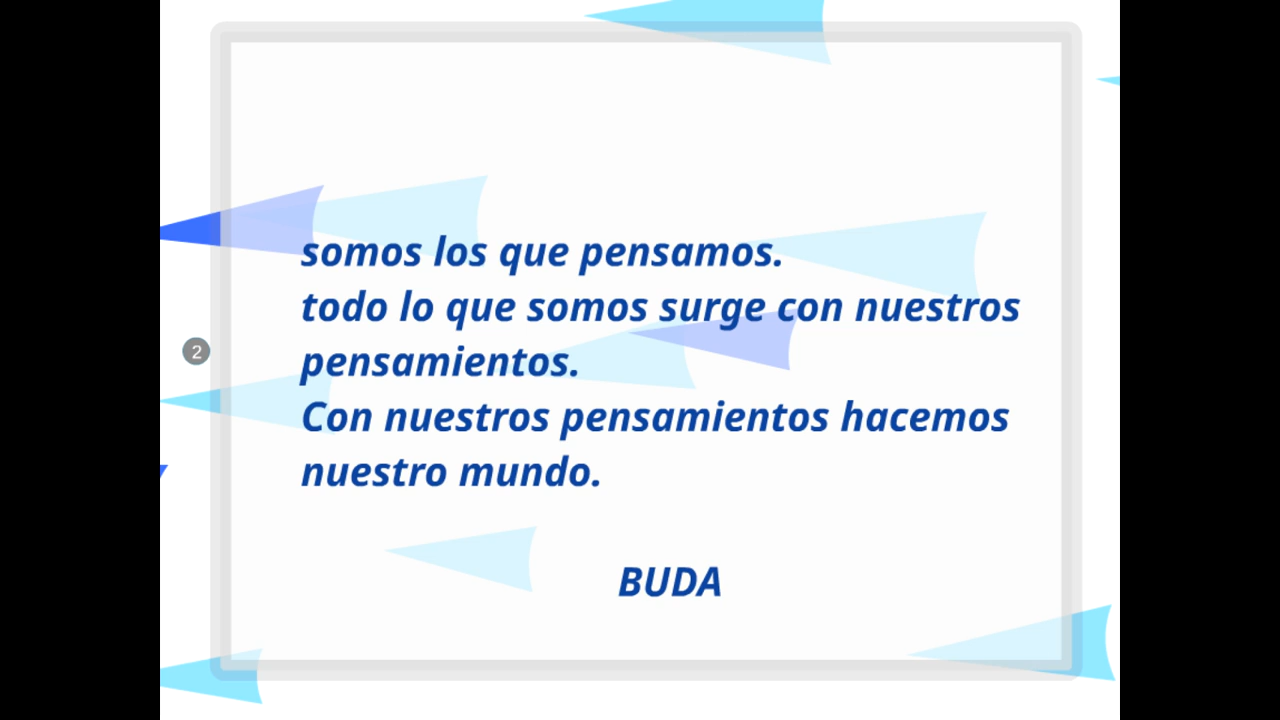 somos los que pensamos.
todo lo que somos surge con nuestros
pensamientos.
Con nuestros pensamientos hacemos
nuestro mundo.
BUDA
2